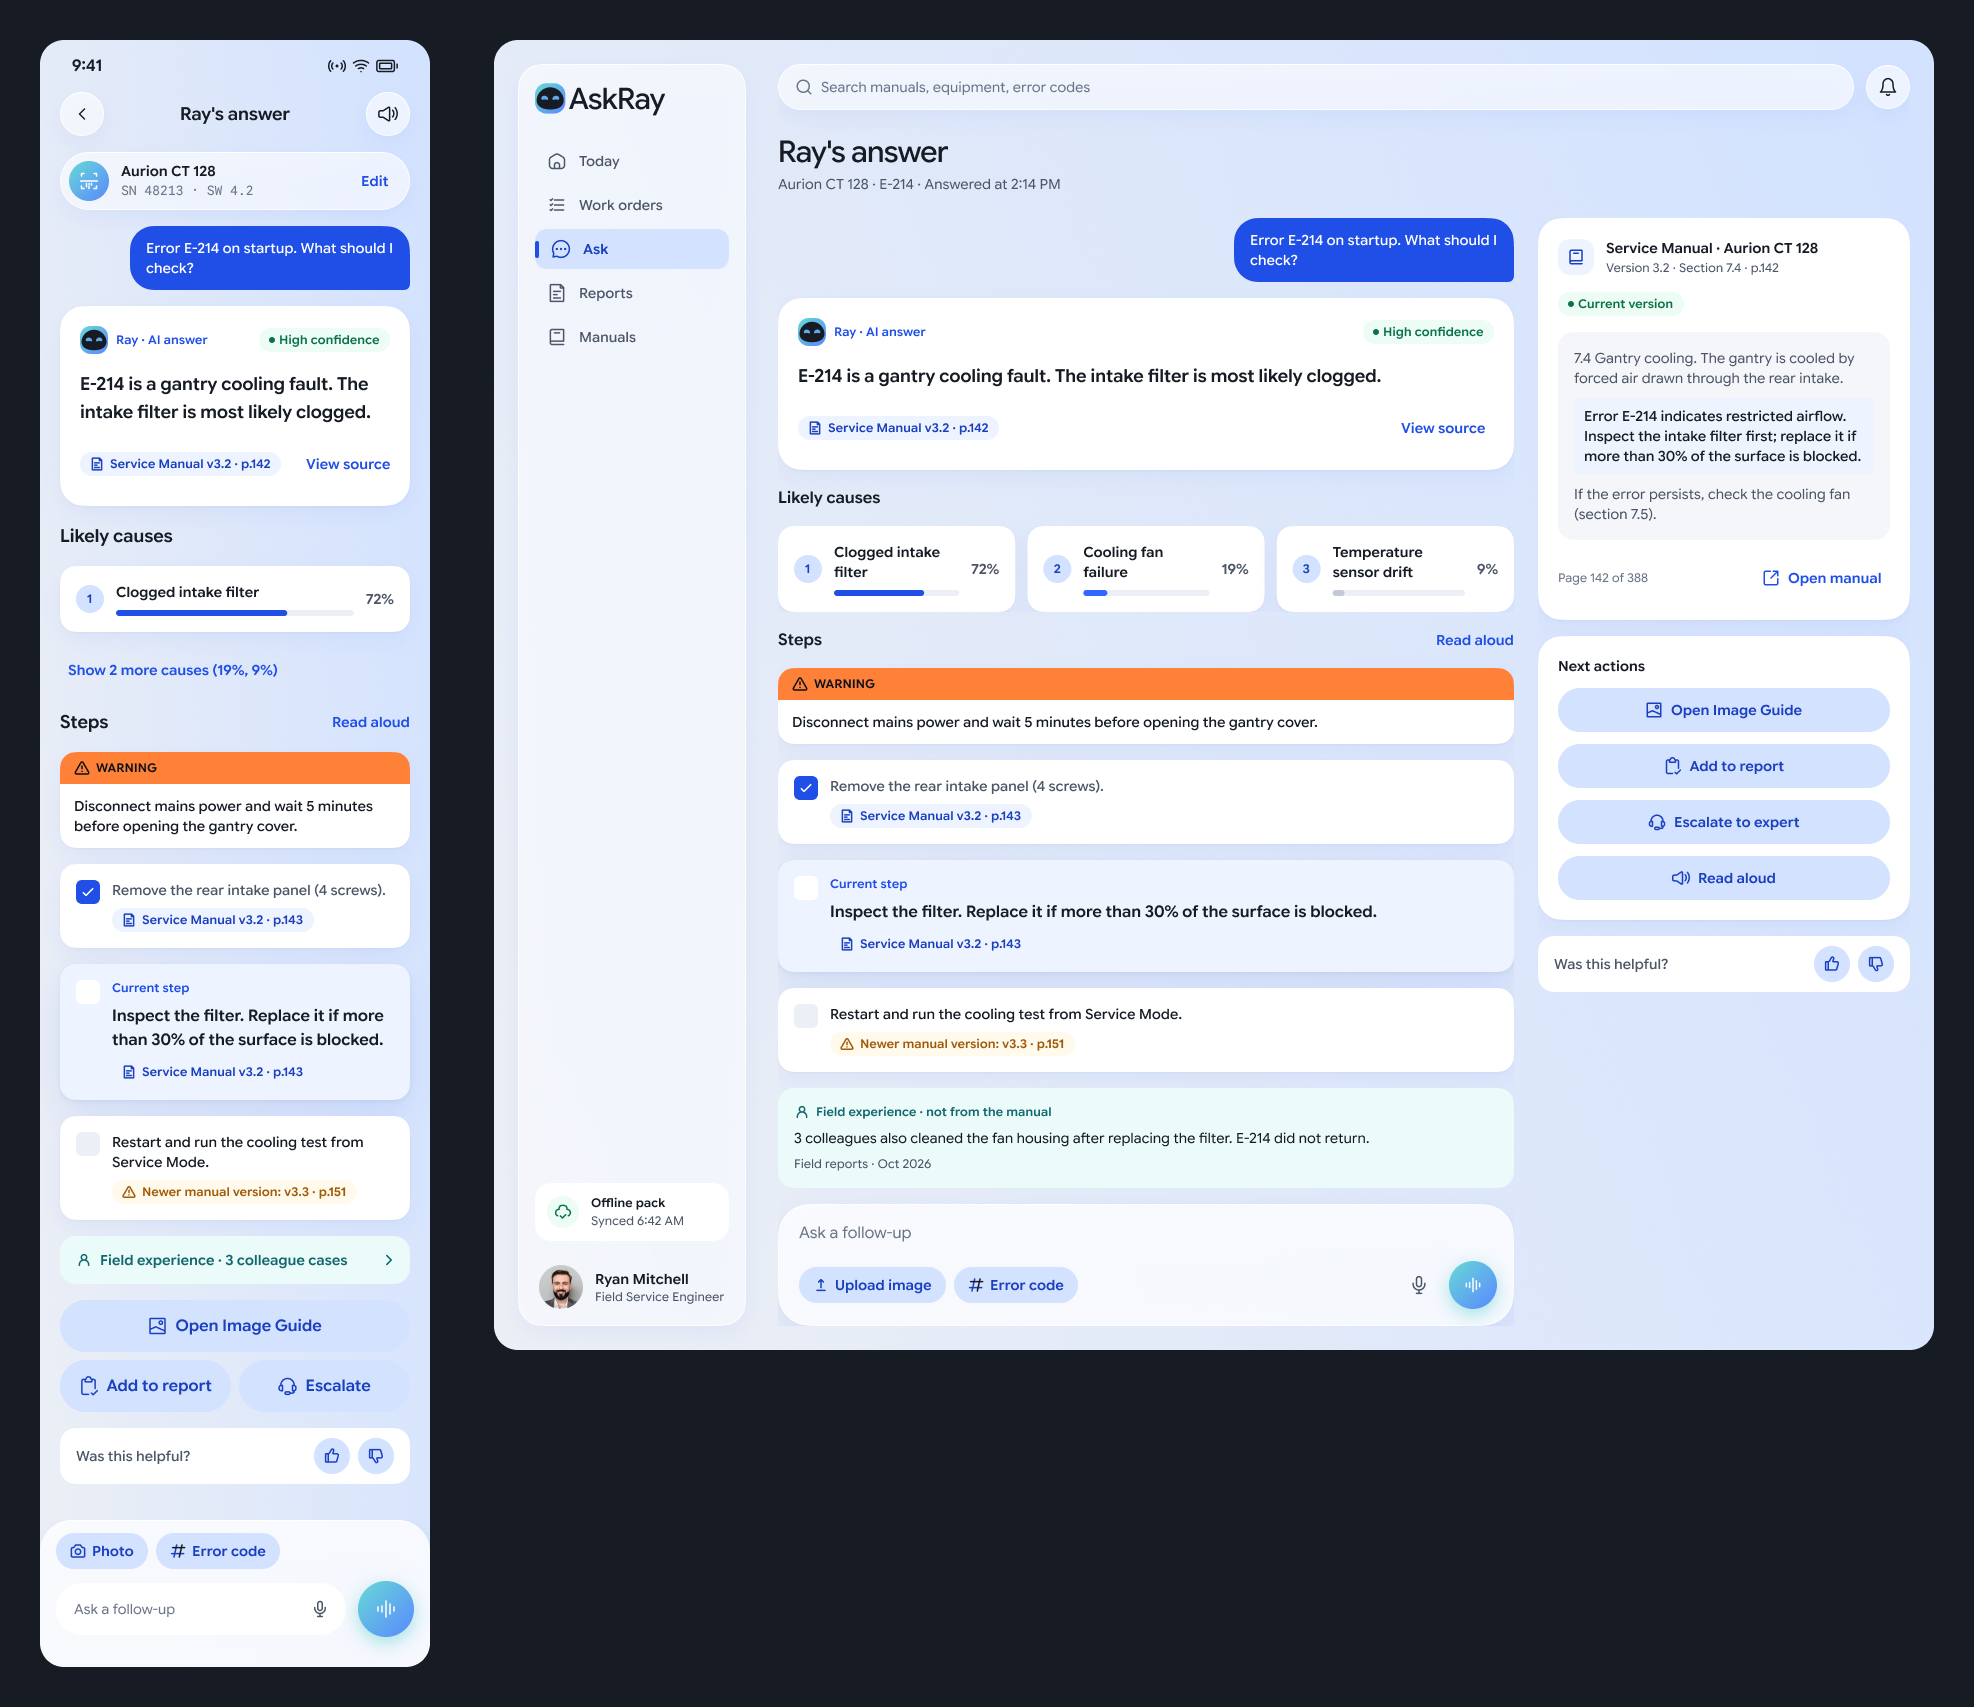 9:41
Ray's answer
Aurion CT 128
SN 48213 · SW 4.2
Edit
Error E-214 on startup. What should I
check?
Ray · AI answer
High confidence
E-214 is a gantry cooling fault. The
intake filter is most likely clogged.
Service Manual v3.2 · p.142
View source
Likely causes
1
Clogged intake filter
72%
Show 2 more causes (19%, 9%)
Steps
Read aloud
WARNING
Disconnect mains power and wait 5 minutes
before opening the gantry cover.
Remove the rear intake panel (4 screws).
Service Manual v3.2 · p.143
Current step
Inspect the filter. Replace it if more
than 30% of the surface is blocked.
Service Manual v3.2 · p.143
Restart and run the cooling test from
Service Mode.
Newer manual version: v3.3 · p.151
Field experience · 3 colleague cases
Open Image Guide
Add to report
Escalate
Was this helpful?
Photo
Error code
Ask a follow-up
AskRay
Today
Work orders
Ask
Reports
Manuals
Offline pack
Synced 6:42 AM
Ryan Mitchell
Field Service Engineer
Search manuals, equipment, error codes
Ray's answer
Aurion CT 128 · E-214 · Answered at 2:14 PM
Error E-214 on startup. What should I
check?
Ray · AI answer
High confidence
E-214 is a gantry cooling fault. The intake filter is most likely clogged.
Service Manual v3.2 · p.142
View source
Likely causes
1
Clogged intake
filter
72%
2
Cooling fan
failure
19%
3
Temperature
sensor drift
9%
Steps
Read aloud
WARNING
Disconnect mains power and wait 5 minutes before opening the gantry cover.
Remove the rear intake panel (4 screws).
Service Manual v3.2 · p.143
Current step
Inspect the filter. Replace it if more than 30% of the surface is blocked.
Service Manual v3.2 · p.143
Restart and run the cooling test from Service Mode.
Newer manual version: v3.3 · p.151
Field experience · not from the manual
3 colleagues also cleaned the fan housing after replacing the filter. E-214 did not return.
Field reports · Oct 2026
Ask a follow-up
Upload image
Error code
Service Manual · Aurion CT 128
Version 3.2 · Section 7.4 · p.142
Current version
7.4 Gantry cooling. The gantry is cooled by
forced air drawn through the rear intake.
Error E-214 indicates restricted airflow.
Inspect the intake filter first; replace it if
more than 30% of the surface is blocked.
If the error persists, check the cooling fan
(section 7.5).
Page 142 of 388
Open manual
Next actions
Open Image Guide
Add to report
Escalate to expert
Read aloud
Was this helpful?